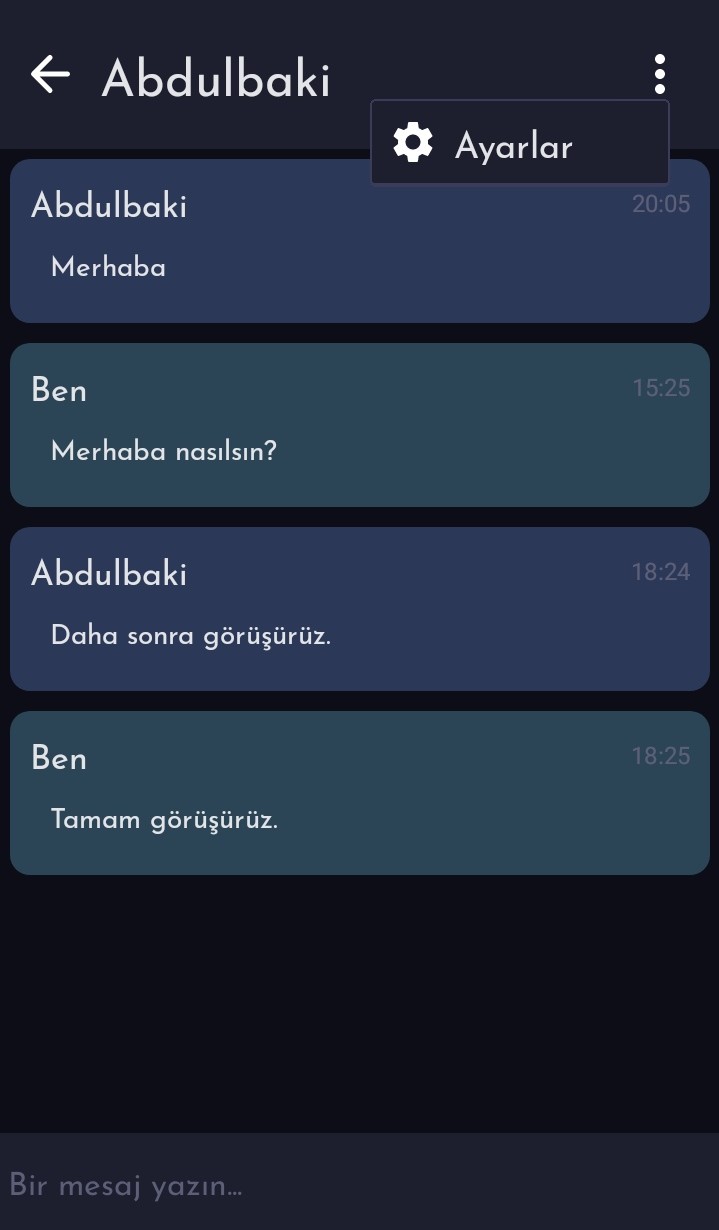 Abdulbaki
Ayarlar
Abdulbaki 20:05
Merhaba
Ben 15:25
Merhaba nasılsın?
Abdulbaki 18:24
Daha sonra görüşürüz.
Ben 18:25
Tamam görüşürüz.
Bir mesaj yazın...